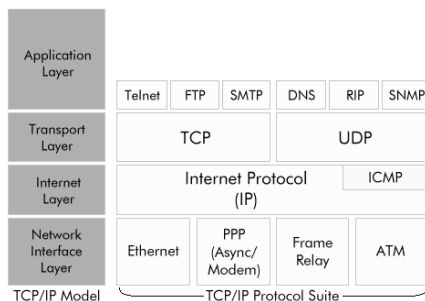 Application
Layer
Telnet
FTP
SMTP
DNS
RIP
SNMP
Transport
Layer
TCP
UDP
Internet
Layer
Internet Protocol
(IP)
ICMP
Network
Interface
Layer
Ethernet
PPP
(Async/
Modem)
Frame
Relay
ATM
TCP/IP Model
TCP/IP Protocol Suite